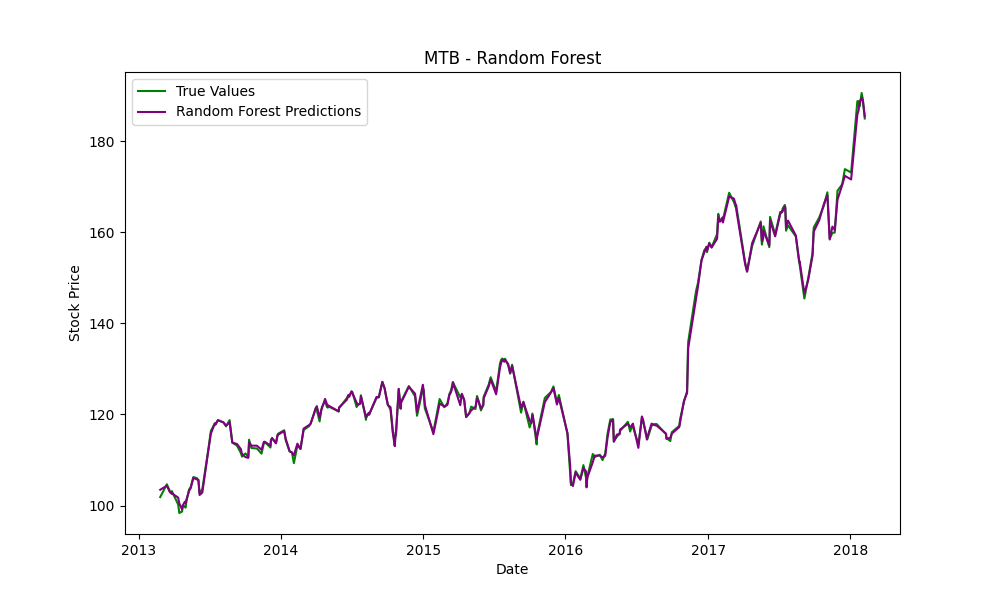 MTB - Random Forest
True Values
Random Forest Predictions
Stock Price
180
160
140
120
100
2013 2014 2015 2016 2017 2018
Date